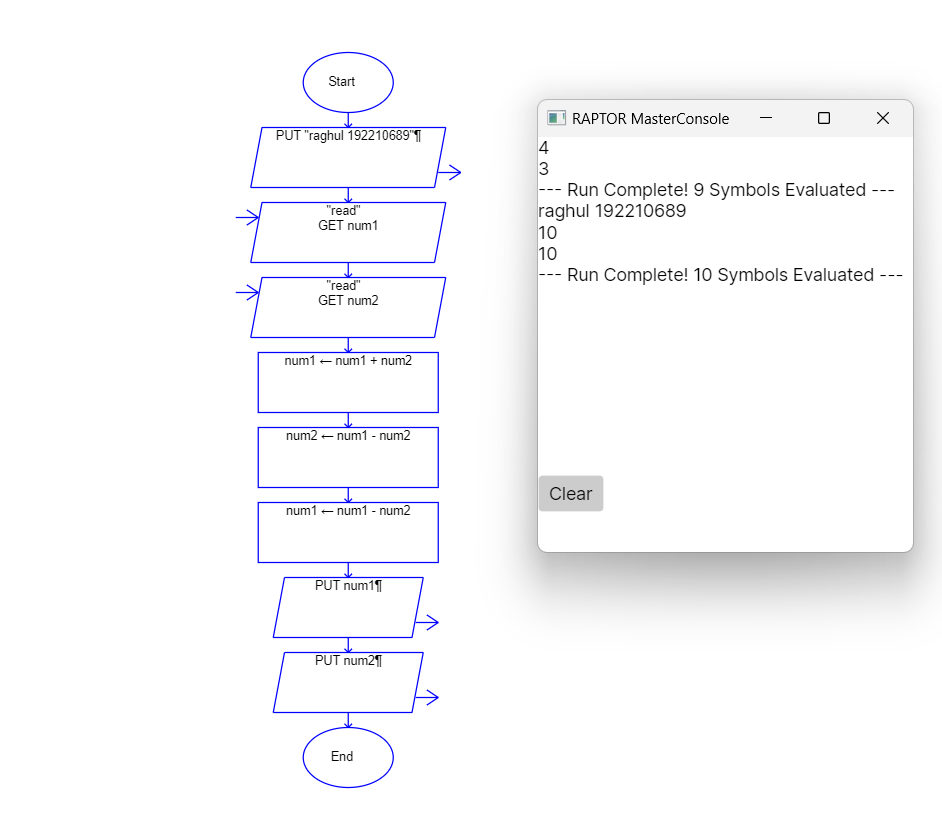 Start
PUT "raghul 192210689"¶
"read"
GET num1
"read"
GET num2
num1 ← num1 + num2
num2 ← num1 - num2
num1 ← num1 - num2
PUT num1¶
PUT num2¶
End
RAPTOR MasterConsole
4
3
--- Run Complete! 9 Symbols Evaluated ---
raghul 192210689
10
10
--- Run Complete! 10 Symbols Evaluated ---
Clear